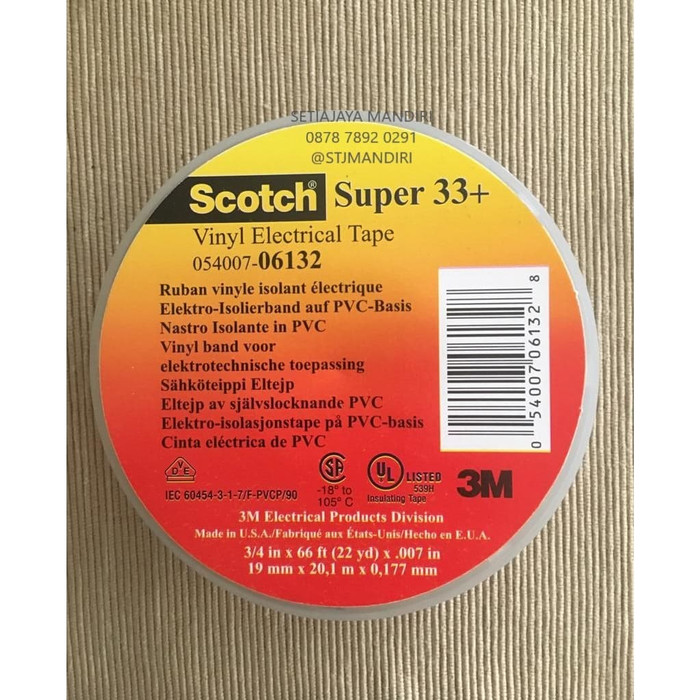 SETIAJAYA MANDIRI
0878 7892 0291
@STJMANDIRI
Scotch® Super 33+
Vinyl Electrical Tape
054007-06132
Ruban vinyle isolant électrique
Elektro-Isolierband auf PVC-Basis
Nastro Isolante in PVC
Vinyl band voor
elektrotechnische toepassing
Sähköteippi Eltejp
Eltejp av självslocknande PVC
Elektro-isolasjonstape på PVC-basis
Cinta eléctrica de PVC
0 54007 06132 8
VDE
IEC 60454-3-1-7/F-PVCP/90
SA
-18° to
105° C
UL LISTED
539H
Insulating Tape
3M
3M Electrical Products Division
Made in U.S.A./Fabriqué aux États-Unis/Hecho en E.U.A.
3/4 in x 66 ft (22 yd) x .007 in
19 mm x 20,1 m x 0,177 mm